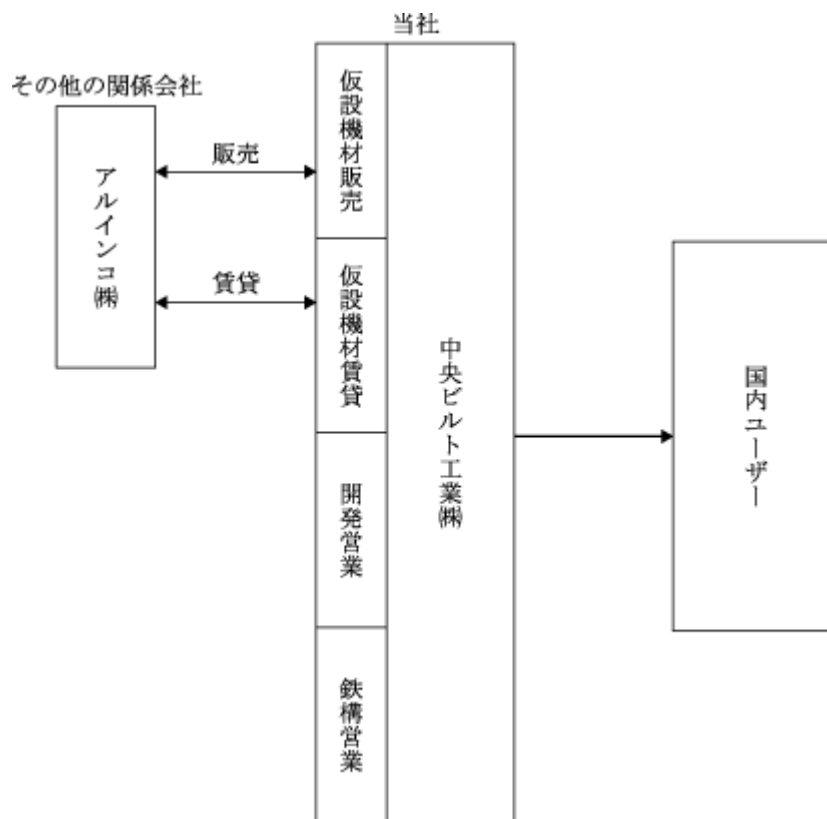 当社
その他の関係会社
アルインコ㈱
販売
賃貸
仮設機材販売
仮設機材賃貸
開発営業
鉄構営業
中央ビルト工業㈱
国内ユーザー